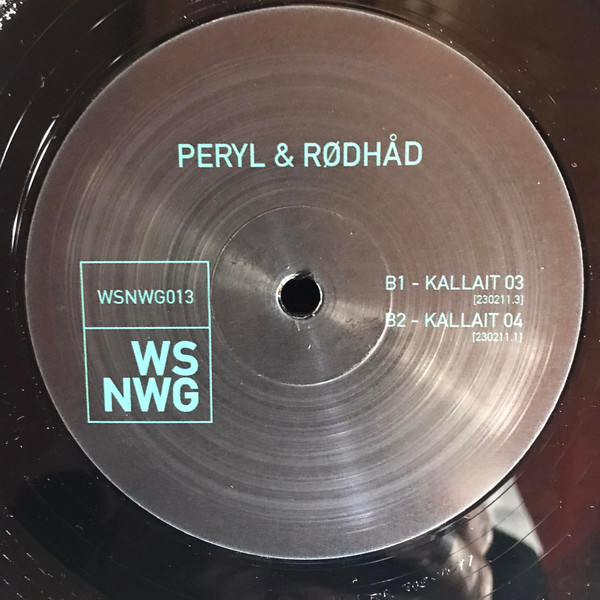 PERYL & RØDHÅD
WSNWG013
WS
NWG
B1 - KALLAIT 03
[230211.3]
B2 - KALLAIT 04
[230211.1]